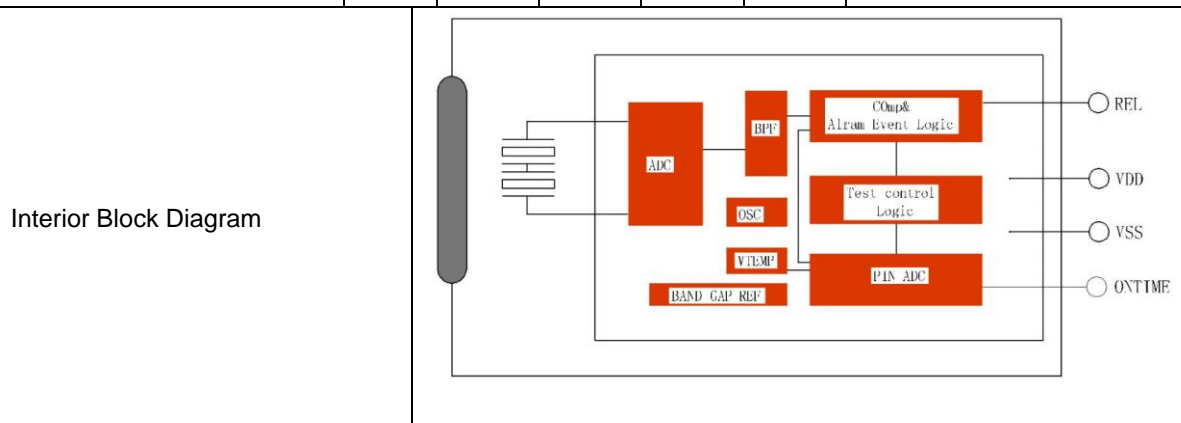 Interior Block Diagram
REL
COmp&
Alram Event Logic
BPF
ADC
VDD
Test control
Logic
OSC
VSS
VTEMP
PIN ADC
BAND GAP REF
ONTIME